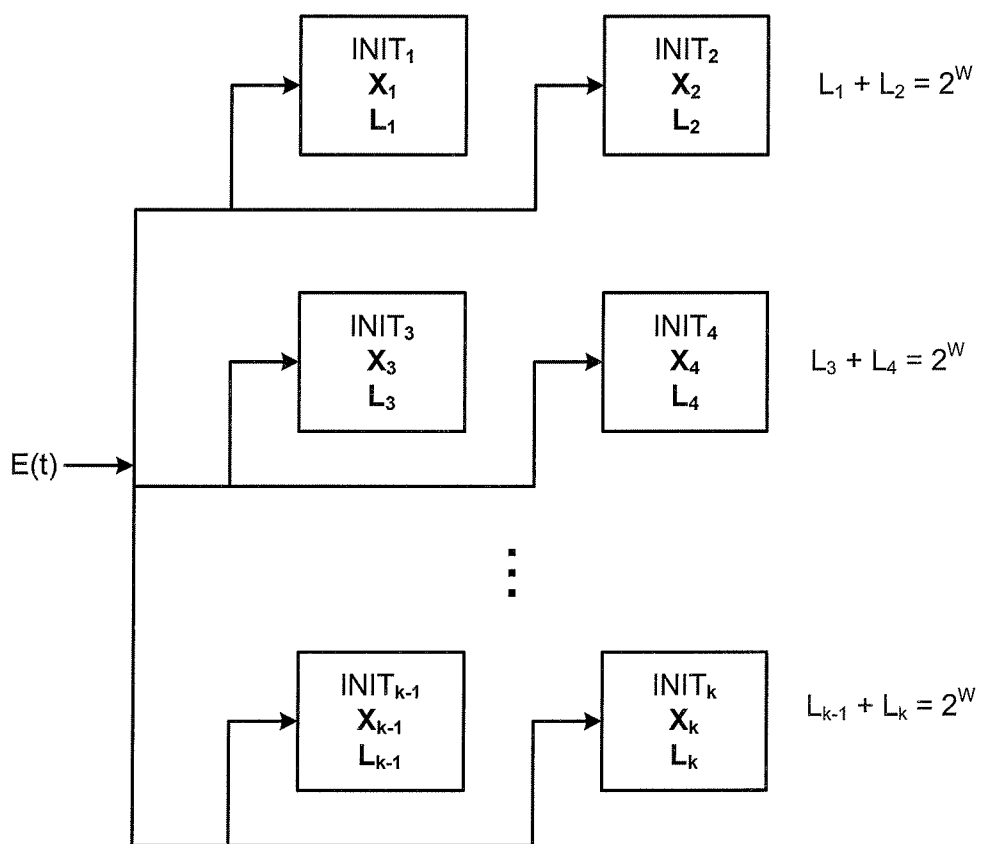 INIT₁
X₁
L₁
INIT₂
X₂
L₂
L₁ + L₂ = 2ᵂ
INIT₃
X₃
L₃
INIT₄
X₄
L₄
L₃ + L₄ = 2ᵂ
E(t)
⋮
INITₖ₋₁
Xₖ₋₁
Lₖ₋₁
INITₖ
Xₖ
Lₖ
Lₖ₋₁ + Lₖ = 2ᵂ